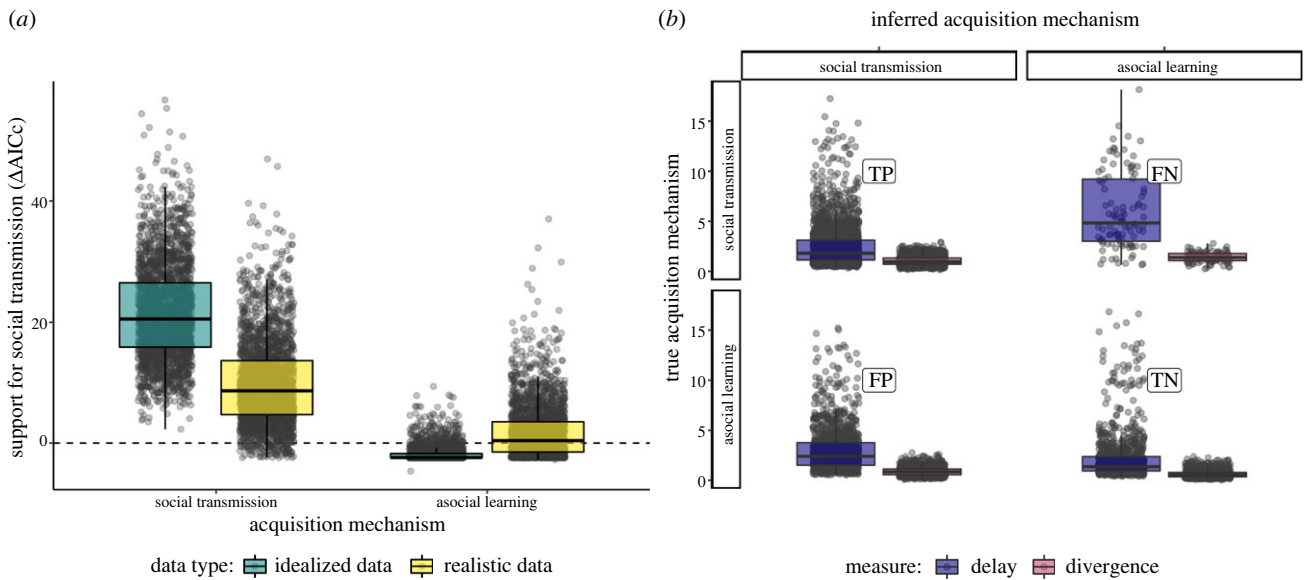 (a)
support for social transmission (ΔAICc)
40
20
0
social transmission
asocial learning
acquisition mechanism
data type:
idealized data
realistic data
(b)
inferred acquisition mechanism
social transmission
asocial learning
true acquisition mechanism
social transmission
asocial learning
15
10
5
0
15
10
5
0
TP
FN
FP
TN
measure:
delay
divergence